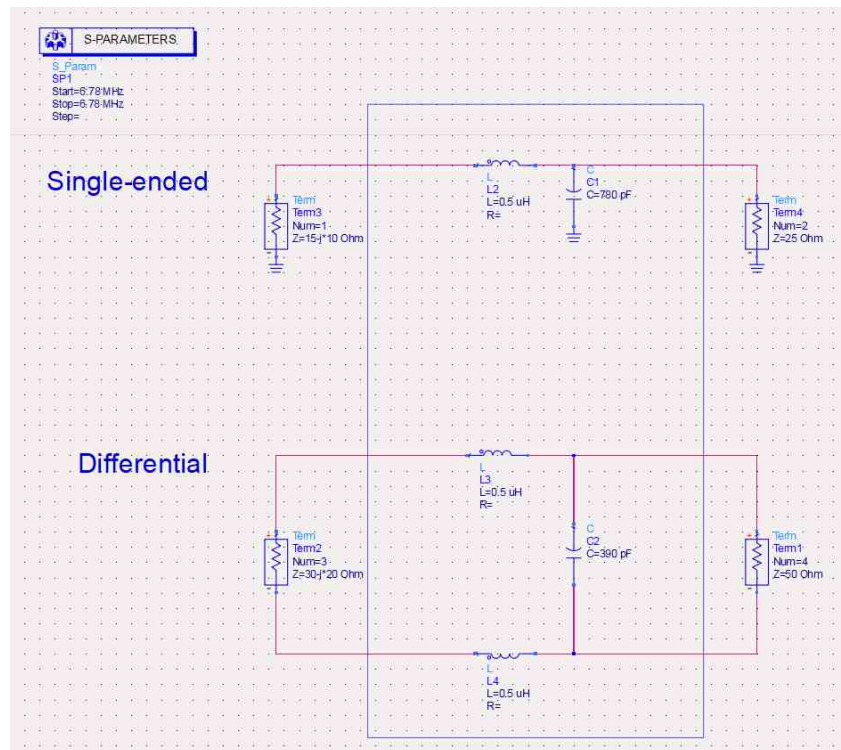 S-PARAMETERS
S_Param
SP1
Start=6.78 MHz
Stop=6.78 MHz
Step=
Single-ended
Term
Term3
Num=1
Z=15-j*10 Ohm
L
L2
L=0.5 uH
R=
C
C1
C=780 pF
Term
Term4
Num=2
Z=25 Ohm
Differential
Term
Term2
Num=3
Z=30-j*20 Ohm
L
L3
L=0.5 uH
R=
C
C2
C=390 pF
Term
Term1
Num=4
Z=50 Ohm
L
L4
L=0.5 uH
R=